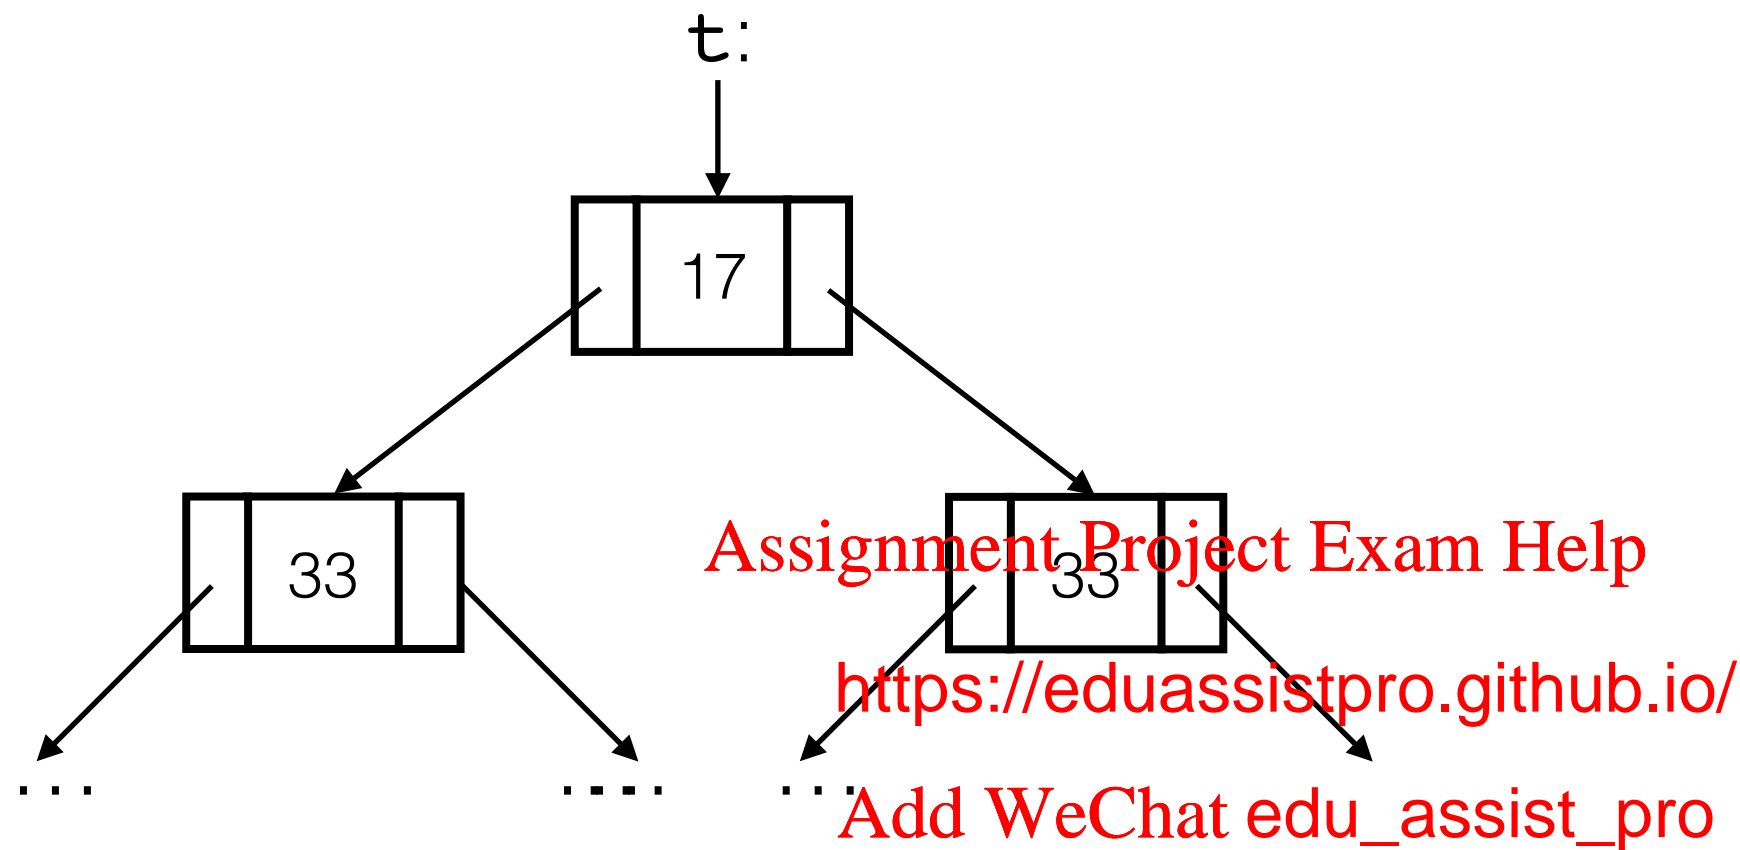 t:
17
33 33
Assignment Project Exam Help
https://eduassistpro.github.io/
... ... ...
Add WeChat edu_assist_pro